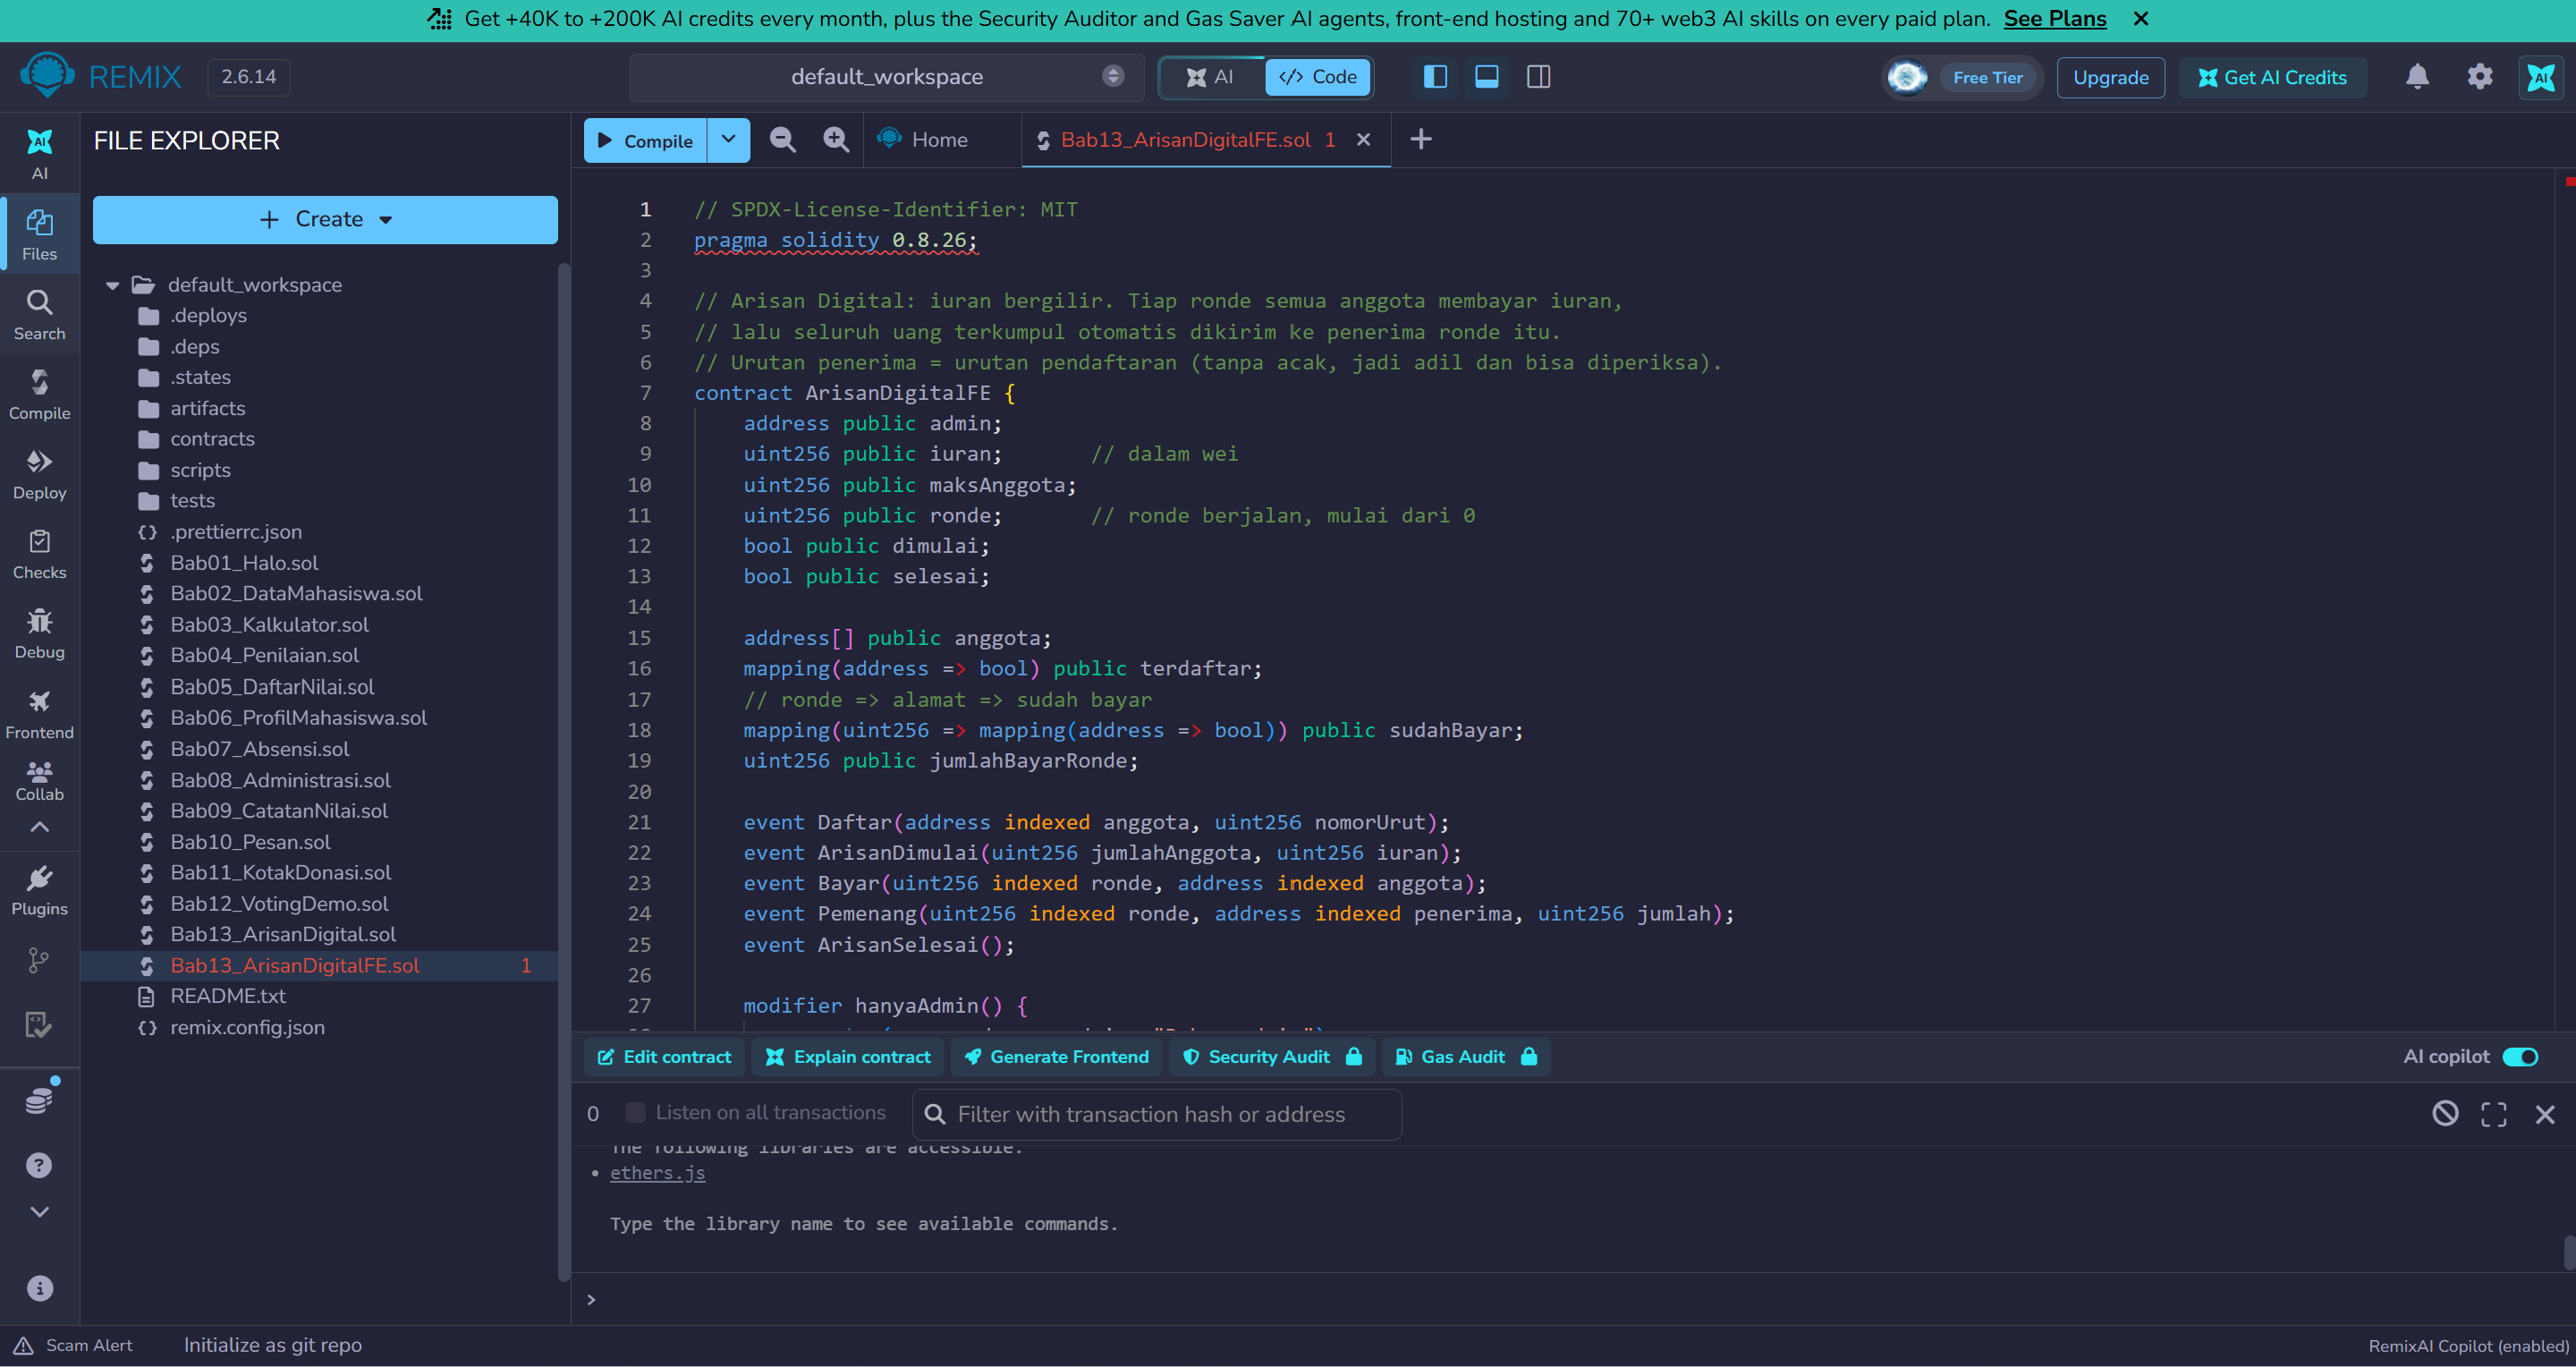 Get +40K to +200K AI credits every month, plus the Security Auditor and Gas Saver AI agents, front-end hosting and 70+ web3 AI skills on every paid plan. See Plans
REMIX 2.6.14 default_workspace AI Code Free Tier Upgrade Get AI Credits AI
AI
Files
Search
Compile
Deploy
Checks
Debug
Frontend
Collab
Plugins
FILE EXPLORER
Create
default_workspace
.deploys
.deps
.states
artifacts
contracts
scripts
tests
.prettierrc.json
Bab01_Halo.sol
Bab02_DataMahasiswa.sol
Bab03_Kalkulator.sol
Bab04_Penilaian.sol
Bab05_DaftarNilai.sol
Bab06_ProfilMahasiswa.sol
Bab07_Absensi.sol
Bab08_Administrasi.sol
Bab09_CatatanNilai.sol
Bab10_Pesan.sol
Bab11_KotakDonasi.sol
Bab12_VotingDemo.sol
Bab13_ArisanDigital.sol
Bab13_ArisanDigitalFE.sol 1
README.txt
remix.config.json
Compile Home Bab13_ArisanDigitalFE.sol 1
1 // SPDX-License-Identifier: MIT
2 pragma solidity 0.8.26;
3
4 // Arisan Digital: iuran bergilir. Tiap ronde semua anggota membayar iuran,
5 // lalu seluruh uang terkumpul otomatis dikirim ke penerima ronde itu.
6 // Urutan penerima = urutan pendaftaran (tanpa acak, jadi adil dan bisa diperiksa).
7 contract ArisanDigitalFE {
8 address public admin;
9 uint256 public iuran; // dalam wei
10 uint256 public maksAnggota;
11 uint256 public ronde; // ronde berjalan, mulai dari 0
12 bool public dimulai;
13 bool public selesai;
14
15 address[] public anggota;
16 mapping(address => bool) public terdaftar;
17 // ronde => alamat => sudah bayar
18 mapping(uint256 => mapping(address => bool)) public sudahBayar;
19 uint256 public jumlahBayarRonde;
20
21 event Daftar(address indexed anggota, uint256 nomorUrut);
22 event ArisanDimulai(uint256 jumlahAnggota, uint256 iuran);
23 event Bayar(uint256 indexed ronde, address indexed anggota);
24 event Pemenang(uint256 indexed ronde, address indexed penerima, uint256 jumlah);
25 event ArisanSelesai();
26
27 modifier hanyaAdmin() {
Edit contract Explain contract Generate Frontend Security Audit Gas Audit AI copilot
0 Listen on all transactions Filter with transaction hash or address
The following libraries are accessible:
• ethers.js
Type the library name to see available commands.
>
Scam Alert Initialize as git repo RemixAI Copilot (enabled)